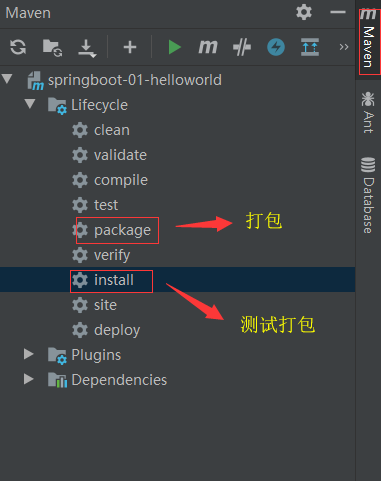 Maven
springboot-01-helloworld
Lifecycle
clean
validate
compile
test
package
打包
verify
install
测试打包
site
deploy
Plugins
Dependencies
m
Maven
Ant
Database